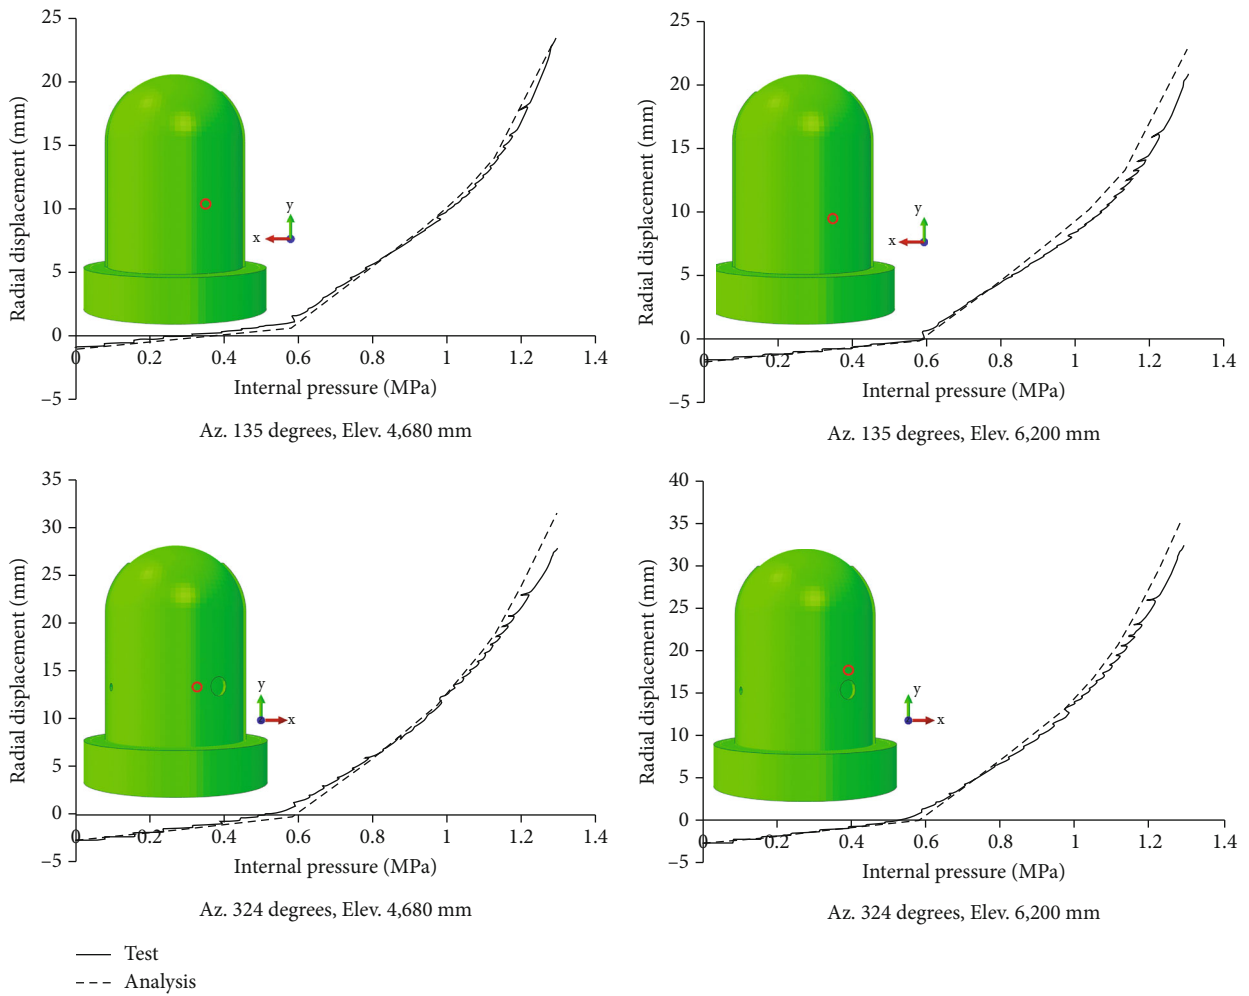 25
20
15
10
5
0
−5
Radial displacement (mm)
y
x
0 0.2 0.4 0.6 0.8 1 1.2 1.4
Internal pressure (MPa)
Az. 135 degrees, Elev. 4,680 mm
25
20
15
10
5
0
−5
Radial displacement (mm)
y
x
0 0.2 0.4 0.6 0.8 1 1.2 1.4
Internal pressure (MPa)
Az. 135 degrees, Elev. 6,200 mm
35
30
25
20
15
10
5
0
−5
Radial displacement (mm)
y
x
0 0.2 0.4 0.6 0.8 1 1.2 1.4
Internal pressure (MPa)
Az. 324 degrees, Elev. 4,680 mm
40
35
30
25
20
15
10
5
0
−5
Radial displacement (mm)
y
x
0 0.2 0.4 0.6 0.8 1 1.2 1.4
Internal pressure (MPa)
Az. 324 degrees, Elev. 6,200 mm
Test
Analysis